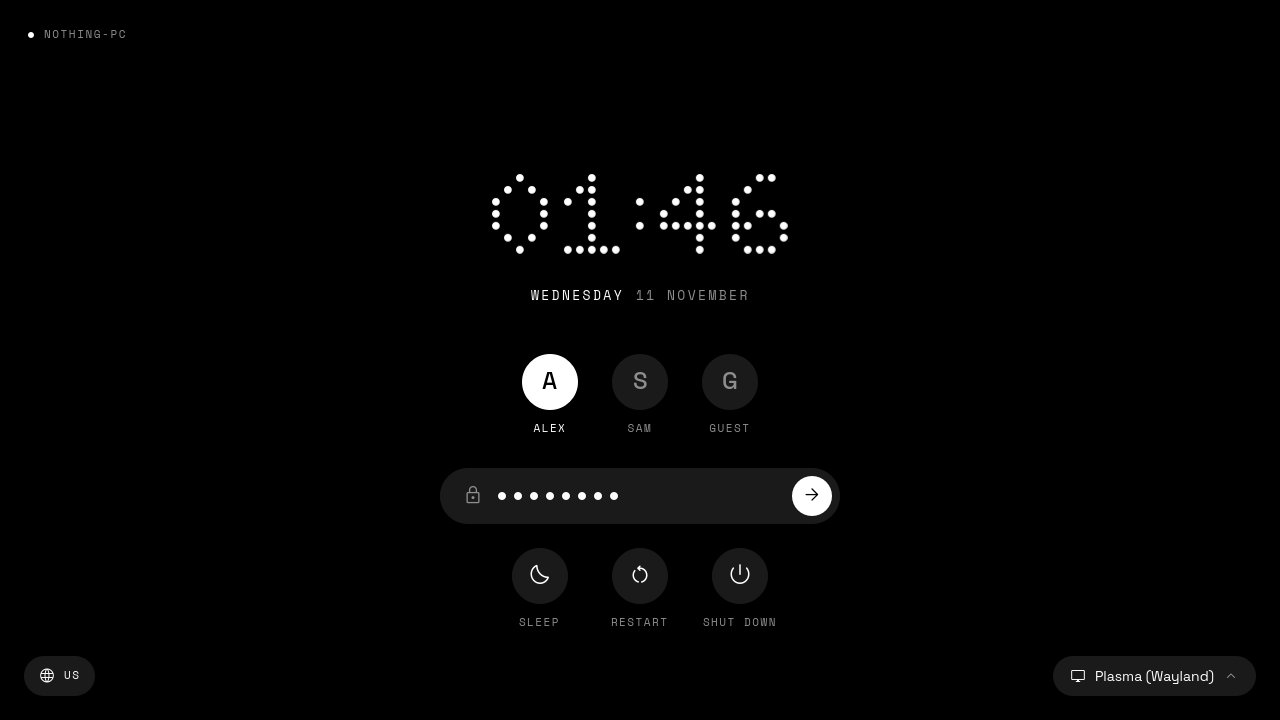 NOTHING-PC
01:46
WEDNESDAY 11 NOVEMBER
A S G
ALEX SAM GUEST
SLEEP RESTART SHUT DOWN
US
Plasma (Wayland)